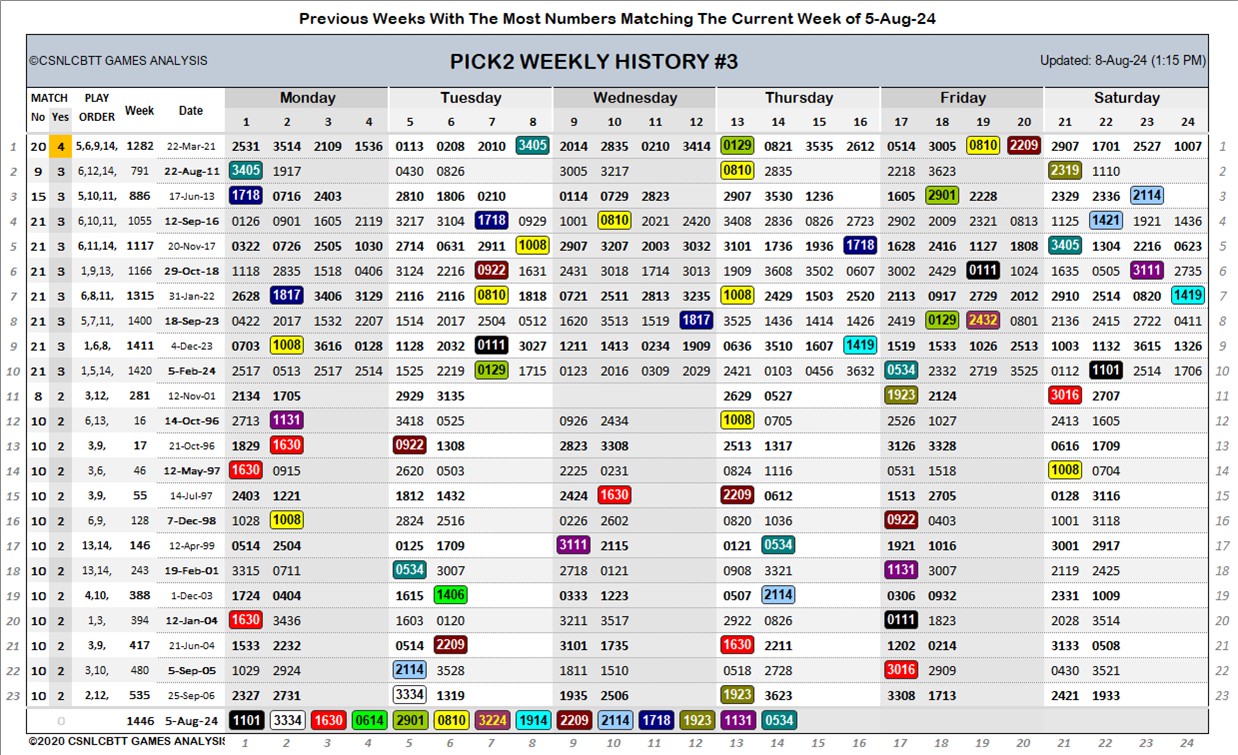 Previous Weeks With The Most Numbers Matching The Current Week of 5-Aug-24
©CSNLCBTT GAMES ANALYSIS PICK2 WEEKLY HISTORY #3 Updated: 8-Aug-24 (1:15 PM)
MATCH PLAY Week Date Monday Tuesday Wednesday Thursday Friday Saturday
No Yes ORDER 1 2 3 4 5 6 7 8 9 10 11 12 13 14 15 16 17 18 19 20 21 22 23 24
1 20 4 5,6,9,14, 1282 22-Mar-21 2531 3514 2109 1536 0113 0208 2010 3405 2014 2835 0210 3414 0129 0821 3535 2612 0514 3005 0810 2209 2907 1701 2527 1007 1
2 9 3 6,12,14, 791 22-Aug-11 3405 1917 0430 0826 3005 3217 0810 2835 2218 3623 2319 1110 2
3 15 3 5,10,11, 886 17-Jun-13 1718 0716 2403 2810 1806 0210 0114 0729 2823 2907 3530 1236 1605 2901 2228 2329 2336 2114 3
4 21 3 6,10,11, 1055 12-Sep-16 0126 0901 1605 2119 3217 3104 1718 0929 1001 0810 2021 2420 3408 2836 0826 2723 2902 2009 2321 0813 1125 1421 1921 1436 4
5 21 3 6,11,14, 1117 20-Nov-17 0322 0726 2505 1030 2714 0631 2911 1008 2907 3207 2003 3032 3101 1736 1936 1718 1628 2416 1127 1808 3405 1304 2216 0623 5
6 21 3 1,9,13, 1166 29-Oct-18 1118 2835 1518 0406 3124 2216 0922 1631 2431 3018 1714 3013 1909 3608 3502 0607 3002 2429 0111 1024 1635 0505 3111 2735 6
7 21 3 6,8,11, 1315 31-Jan-22 2628 1817 3406 3129 2116 2116 0810 1818 0721 2511 2813 3235 1008 2429 1503 2520 2113 0917 2729 2012 2910 2514 0820 1419 7
8 21 3 5,7,11, 1400 18-Sep-23 0422 2017 1532 2207 1514 2017 2504 0512 1620 3513 1519 1817 3525 1436 1414 1426 2419 0129 2432 0801 2136 2415 2722 0411 8
9 21 3 1,6,8, 1411 4-Dec-23 0703 1008 3616 0128 1128 2032 0111 3027 1211 1413 0234 1909 0636 3510 1607 1419 1519 1533 1026 2513 1003 1132 3615 1326 9
10 21 3 1,5,14, 1420 5-Feb-24 2517 0513 2517 2514 1525 2219 0129 1715 0123 2016 0309 2029 2421 0103 3456 3632 0534 2332 2719 3525 0112 1101 2514 1706 10
11 8 2 3,12, 281 12-Nov-01 2134 1705 2929 3135 2629 0527 1923 2124 3016 2707 11
12 10 2 6,13, 16 14-Oct-96 2713 1131 3418 0525 0926 2434 1008 0705 2526 1027 2413 1605 12
13 10 2 3,9, 17 21-Oct-96 1829 1630 0922 1308 2823 3308 2513 1317 3126 3328 0616 1709 13
14 10 2 3,6, 46 12-May-97 1630 0915 2620 0503 2225 0231 0824 1116 0531 1518 1008 0704 14
15 10 2 3,9, 55 14-Jul-97 2403 1221 1812 1432 2424 1630 2209 0612 1513 2705 0128 3116 15
16 10 2 6,9, 128 7-Dec-98 1028 1008 2824 2516 0226 2602 0820 1036 0922 0403 1001 3118 16
17 10 2 13,14, 146 12-Apr-99 0514 2504 0125 1709 3111 2115 0121 0534 1921 1016 3001 2917 17
18 10 2 13,14, 243 19-Feb-01 3315 0711 0534 3007 2718 0121 0908 3321 1131 3007 2119 2425 18
19 10 2 4,10, 388 1-Dec-03 1724 0404 1615 1406 0333 1223 0507 2114 0306 0932 2331 1009 19
20 10 2 1,3, 394 12-Jan-04 1630 3436 1603 0120 3211 3517 2922 0826 0111 1823 2028 3514 20
21 10 2 3,9, 417 21-Jun-04 1533 2232 0514 2209 3101 1735 1630 2211 1202 0214 3133 0508 21
22 10 2 3,10, 480 5-Sep-05 1029 2924 2114 3528 1811 1510 0518 2728 3016 2909 0430 3521 22
23 10 2 2,12, 535 25-Sep-06 2327 2731 3334 1319 1935 2506 1923 3623 3308 1713 2421 1933 23
0 1446 5-Aug-24 1101 3334 1630 0614 2901 0810 3224 1914 2209 2114 1718 1923 1131 0534
©2020 CSNLCBTT GAMES ANALYSIS 1 2 3 4 5 6 7 8 9 10 11 12 13 14 15 16 17 18 19 20 21 22 23 24